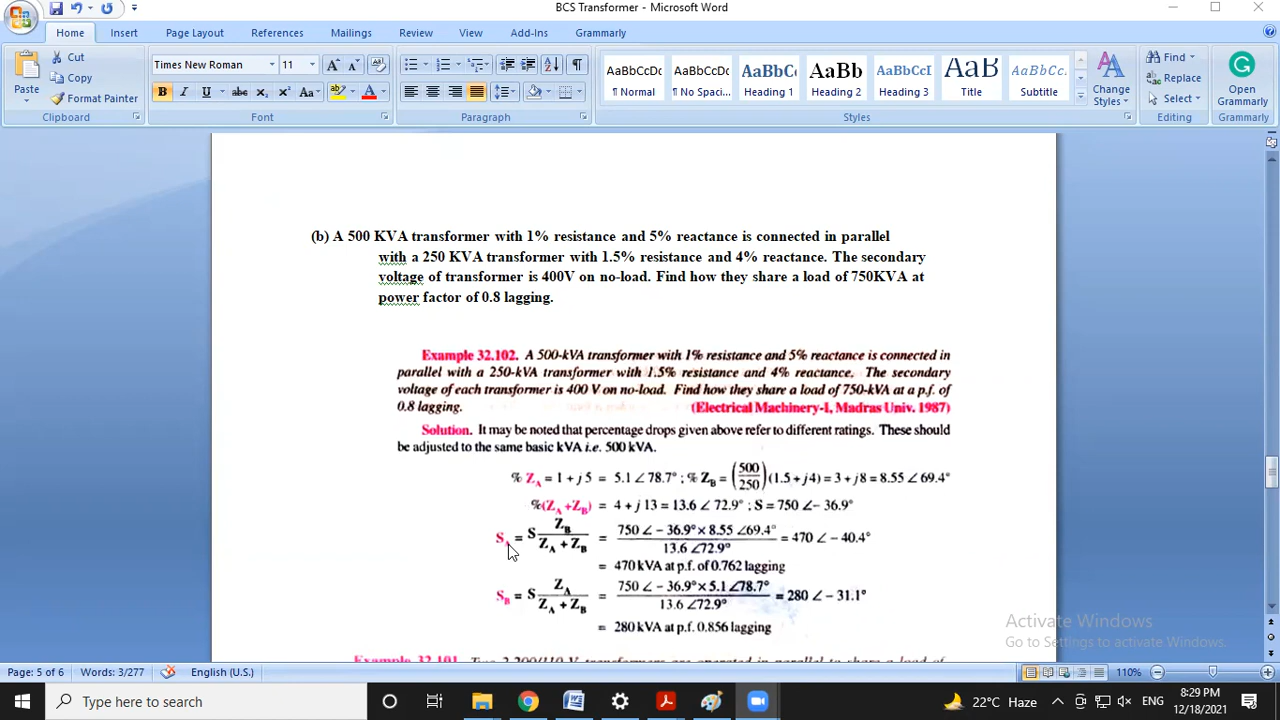 BCS Transformer - Microsoft Word
Home Insert Page Layout References Mailings Review View Add-Ins Grammarly
Paste Cut Copy Format Painter
Times New Roman 11
B I U abc X₂ X² Aa
AaBbCcDc AaBbCcDc AaBbCc AaBb AaBbCcI AaB AaBbCc.
¶ Normal ¶ No Spaci... Heading 1 Heading 2 Heading 3 Title Subtitle
Change Styles
Find Replace Select
Open Grammarly
Clipboard Font Paragraph Styles Editing Grammarly
(b) A 500 KVA transformer with 1% resistance and 5% reactance is connected in parallel
with a 250 KVA transformer with 1.5% resistance and 4% reactance. The secondary
voltage of transformer is 400V on no-load. Find how they share a load of 750KVA at
power factor of 0.8 lagging.
Example 32.102. A 500-kVA transformer with 1% resistance and 5% reactance is connected in
parallel with a 250-kVA transformer with 1.5% resistance and 4% reactance. The secondary
voltage of each transformer is 400 V on no-load. Find how they share a load of 750-kVA at a p.f. of
0.8 lagging. (Electrical Machinery-I, Madras Univ. 1987)
Solution. It may be noted that percentage drops given above refer to different ratings. These should
be adjusted to the same basic kVA i.e. 500 kVA.
% Z_A = 1 + j 5 = 5.1 ∠ 78.7° ; % Z_B = (500/250) (1.5 + j4) = 3 + j8 = 8.55 ∠ 69.4°
%(Z_A + Z_B) = 4 + j 13 = 13.6 ∠ 72.9° ; S = 750 ∠ – 36.9°
S_A = S Z_B/(Z_A + Z_B) = (750 ∠ – 36.9° × 8.55 ∠69.4°)/(13.6 ∠72.9°) = 470 ∠ – 40.4°
= 470 kVA at p.f. of 0.762 lagging
S_B = S Z_A/(Z_A + Z_B) = (750 ∠ – 36.9° × 5.1 ∠78.7°)/(13.6 ∠72.9°) = 280 ∠ – 31.1°
= 280 kVA at p.f. 0.856 lagging
Example 32.101. Two 2,200/110-V transformers are operated in parallel to share a load of
Activate Windows
Go to Settings to activate Windows.
Page: 5 of 6 Words: 3/277 English (U.S.) 110%
Type here to search
22°C Haze ENG 8:29 PM
12/18/2021